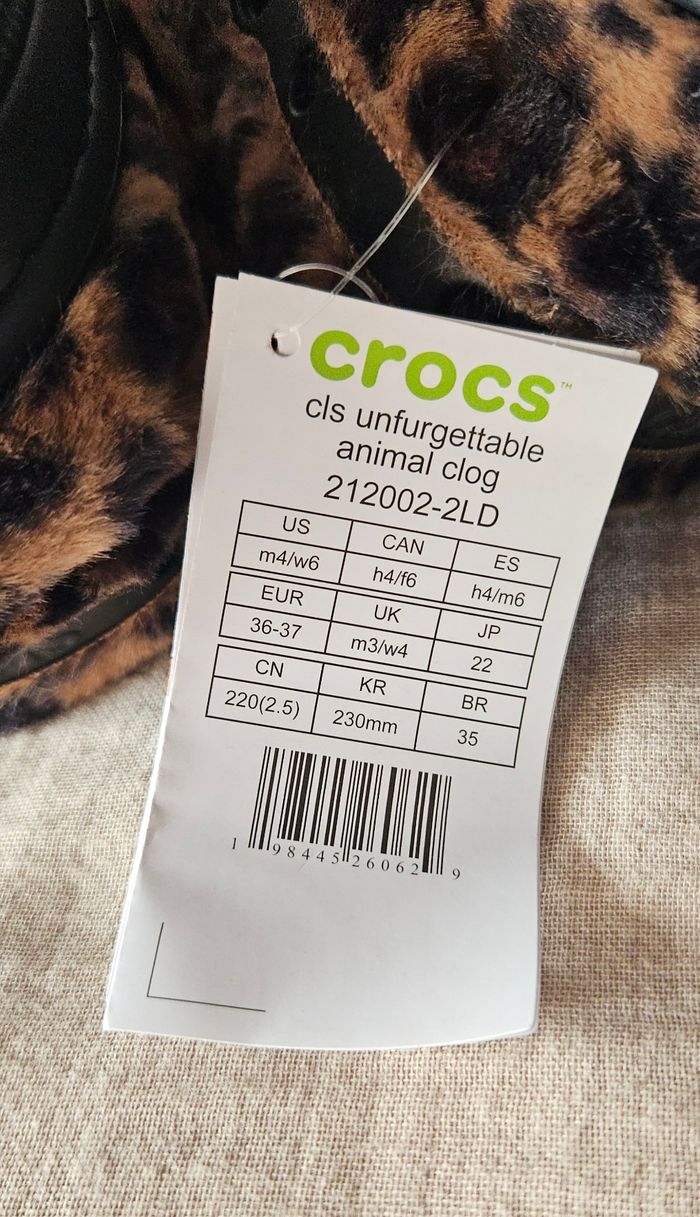 crocs™
cls unfurgettable
animal clog
212002-2LD
US CAN ES
m4/w6 h4/f6 h4/m6
EUR UK JP
36-37 m3/w4 22
CN KR BR
220(2.5) 230mm 35
1 98445 26062 9